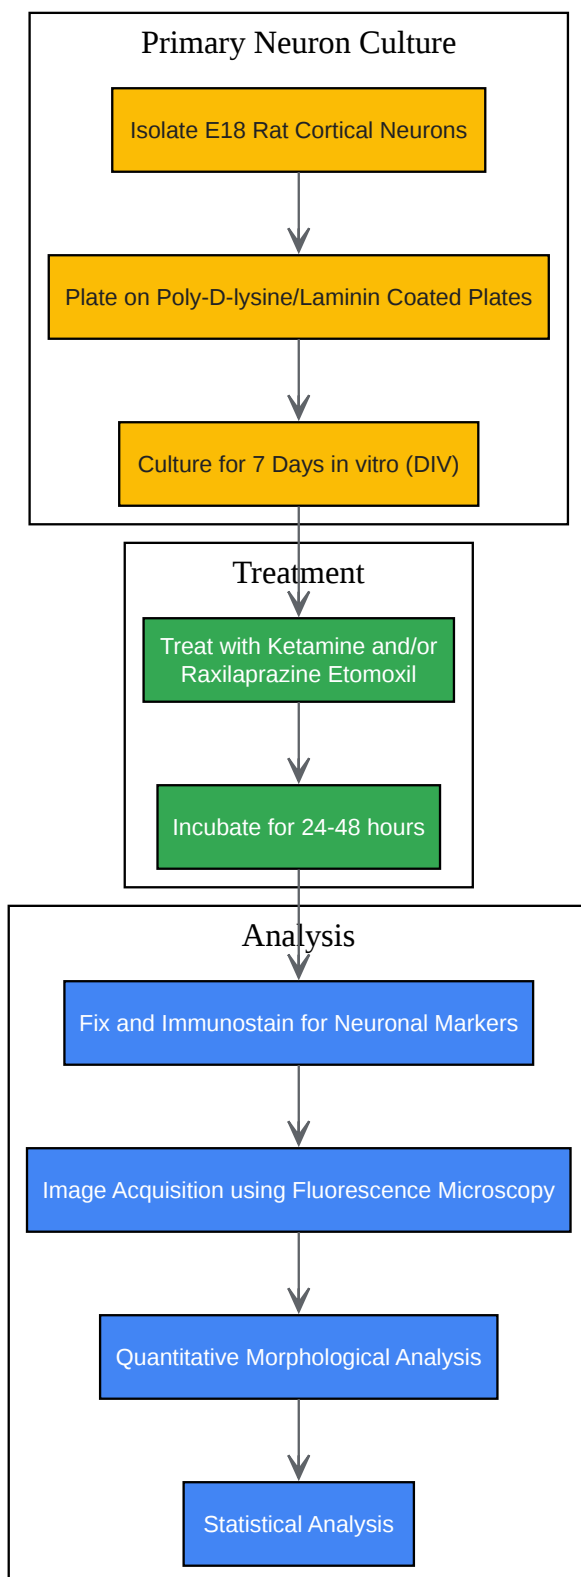 Primary Neuron Culture
Isolate E18 Rat Cortical Neurons
Plate on Poly-D-lysine/Laminin Coated Plates
Culture for 7 Days in vitro (DIV)
Treatment
Treat with Ketamine and/or
Raxilaprazine Etomoxil
Incubate for 24-48 hours
Analysis
Fix and Immunostain for Neuronal Markers
Image Acquisition using Fluorescence Microscopy
Quantitative Morphological Analysis
Statistical Analysis